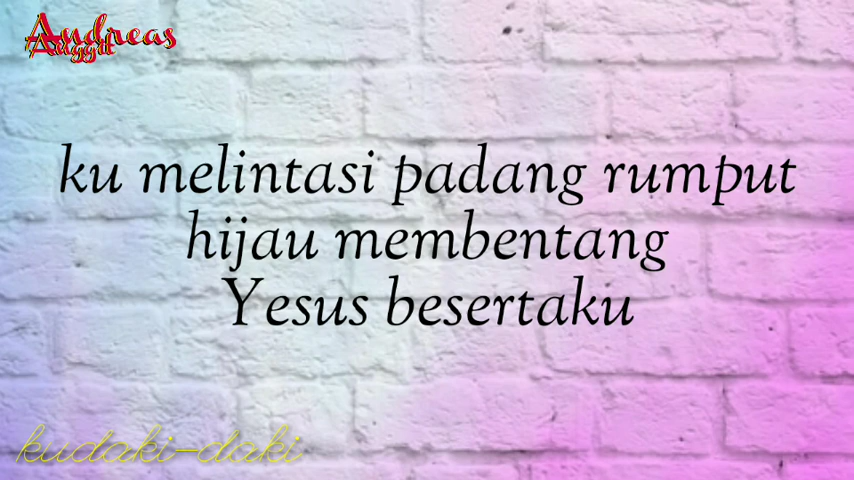 Andreas
Anggit
ku melintasi padang rumput
hijau membentang
Yesus besertaku
kudaki-daki